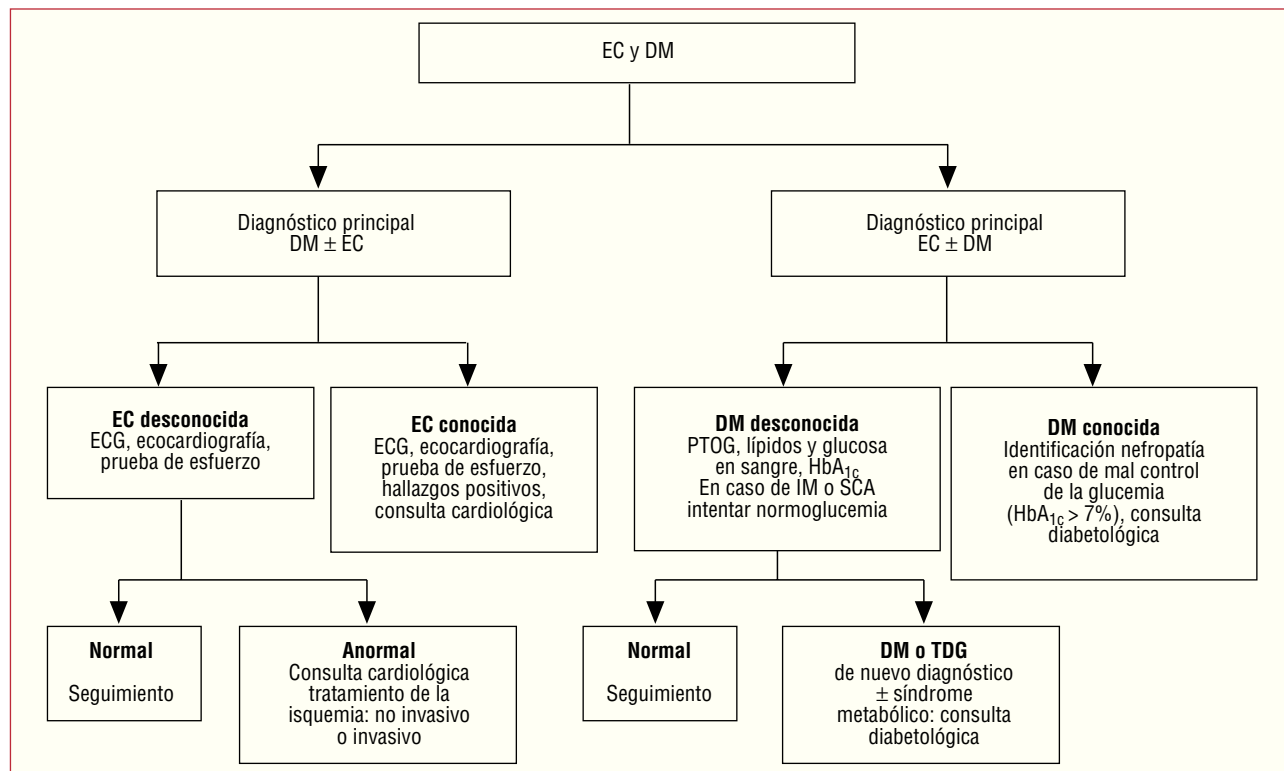 EC y DM
Diagnóstico principal
DM ± EC
Diagnóstico principal
EC ± DM
EC desconocida
ECG, ecocardiografía,
prueba de esfuerzo
EC conocida
ECG, ecocardiografía,
prueba de esfuerzo,
hallazgos positivos,
consulta cardiológica
DM desconocida
PTOG, lípidos y glucosa
en sangre, HbA1c
En caso de IM o SCA
intentar normoglucemia
DM conocida
Identificación nefropatía
en caso de mal control
de la glucemia
(HbA1c > 7%), consulta
diabetológica
Normal
Seguimiento
Anormal
Consulta cardiológica
tratamiento de la
isquemia: no invasivo
o invasivo
Normal
Seguimiento
DM o TDG
de nuevo diagnóstico
± síndrome
metabólico: consulta
diabetológica